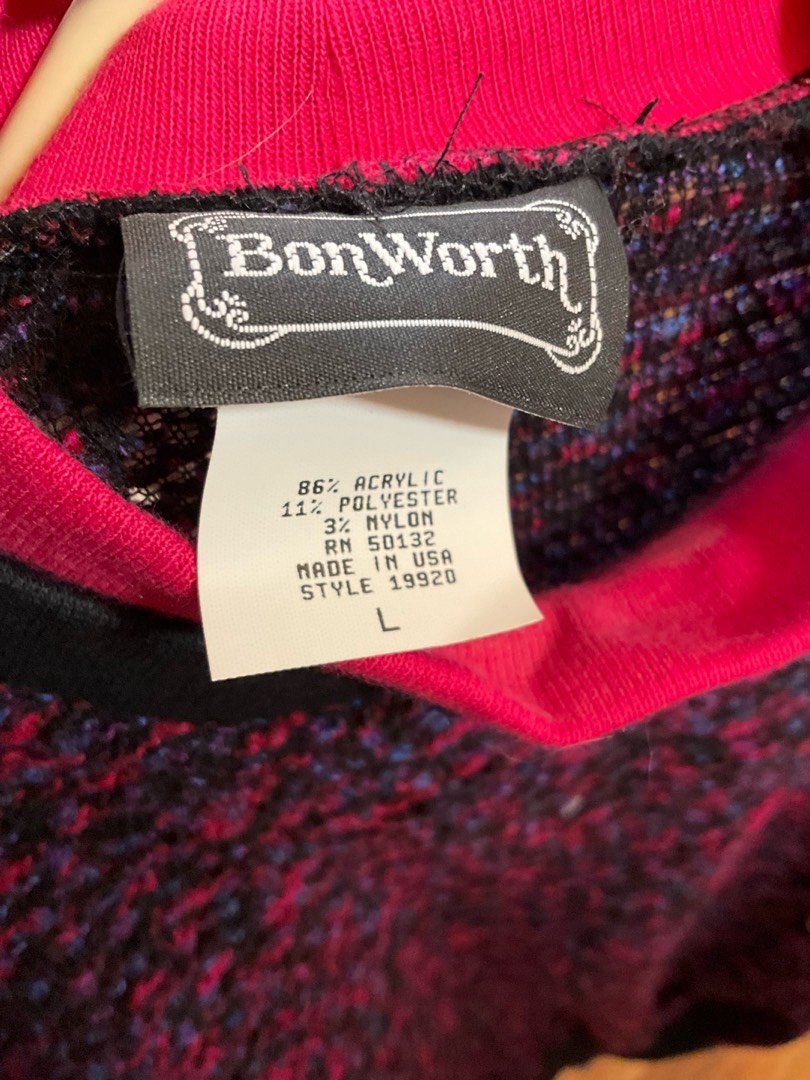 BonWorth
86% ACRYLIC
11% POLYESTER
3% NYLON
RN 50132
MADE IN USA
STYLE 19920
L